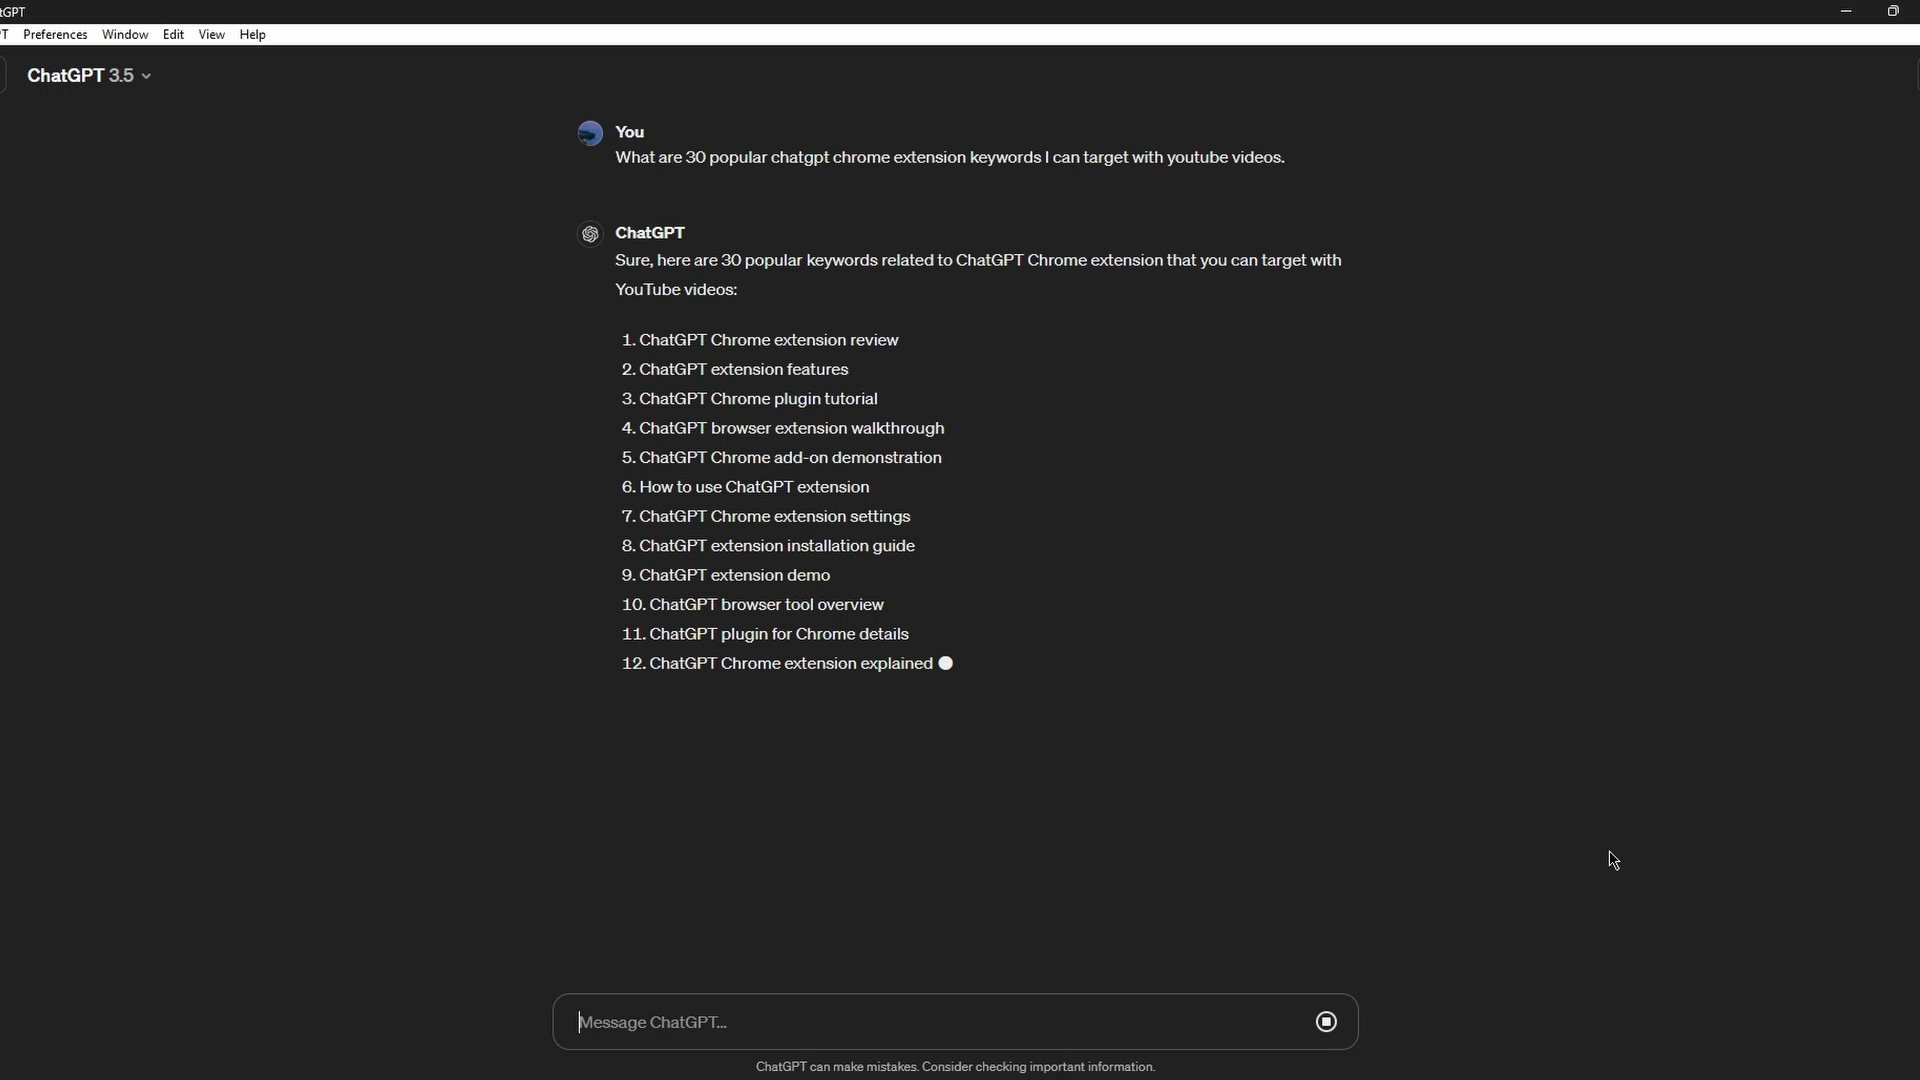 tGPT
T Preferences Window Edit View Help
ChatGPT 3.5
You
What are 30 popular chatgpt chrome extension keywords I can target with youtube videos.
ChatGPT
Sure, here are 30 popular keywords related to ChatGPT Chrome extension that you can target with
YouTube videos:
1. ChatGPT Chrome extension review
2. ChatGPT extension features
3. ChatGPT Chrome plugin tutorial
4. ChatGPT browser extension walkthrough
5. ChatGPT Chrome add-on demonstration
6. How to use ChatGPT extension
7. ChatGPT Chrome extension settings
8. ChatGPT extension installation guide
9. ChatGPT extension demo
10. ChatGPT browser tool overview
11. ChatGPT plugin for Chrome details
12. ChatGPT Chrome extension explained
Message ChatGPT...
ChatGPT can make mistakes. Consider checking important information.